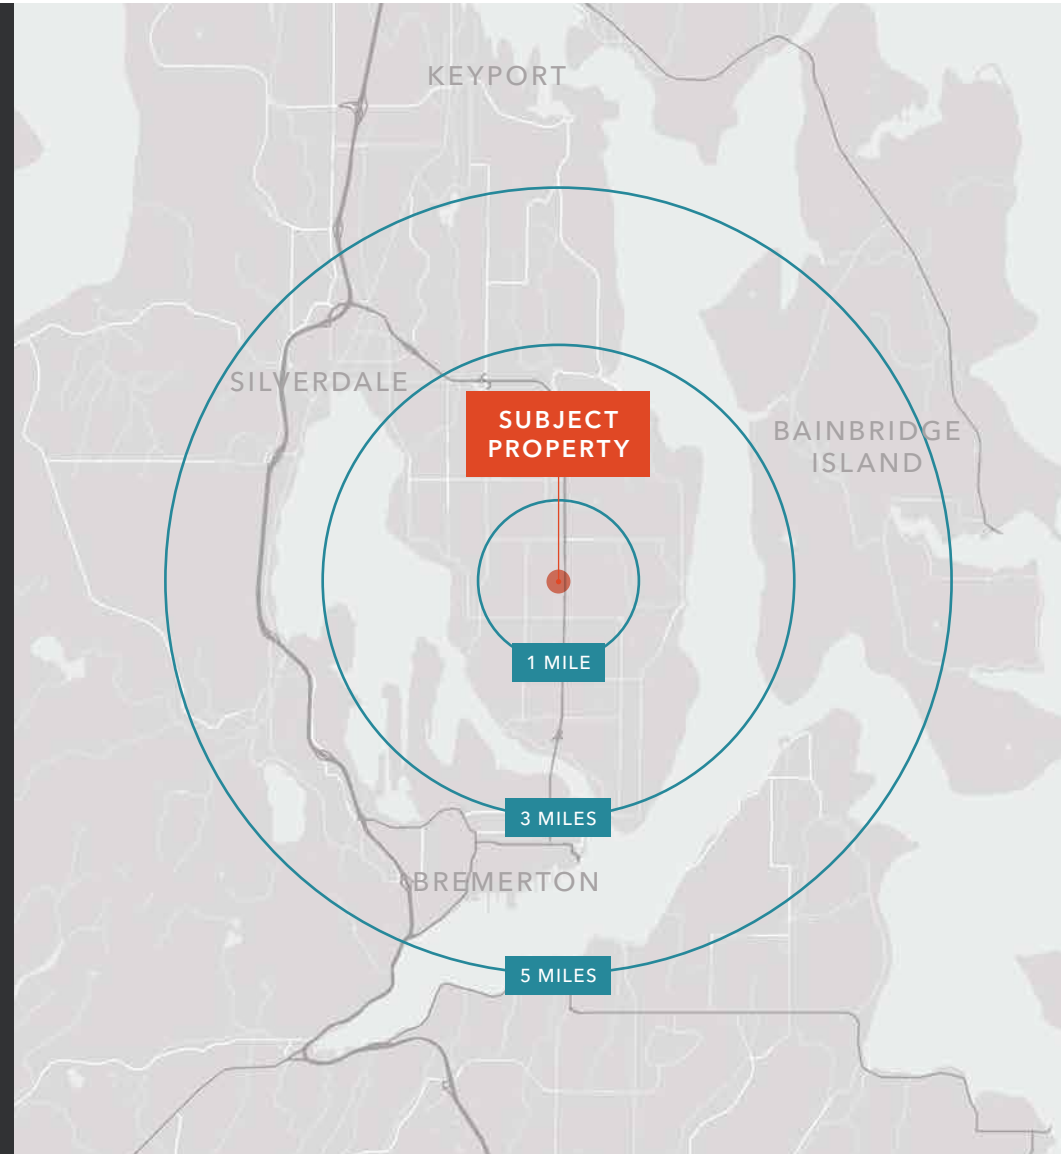 KEYPORT
SILVERDALE
SUBJECT
PROPERTY
BAINBRIDGE
ISLAND
1 MILE
3 MILES
BREMERTON
5 MILES